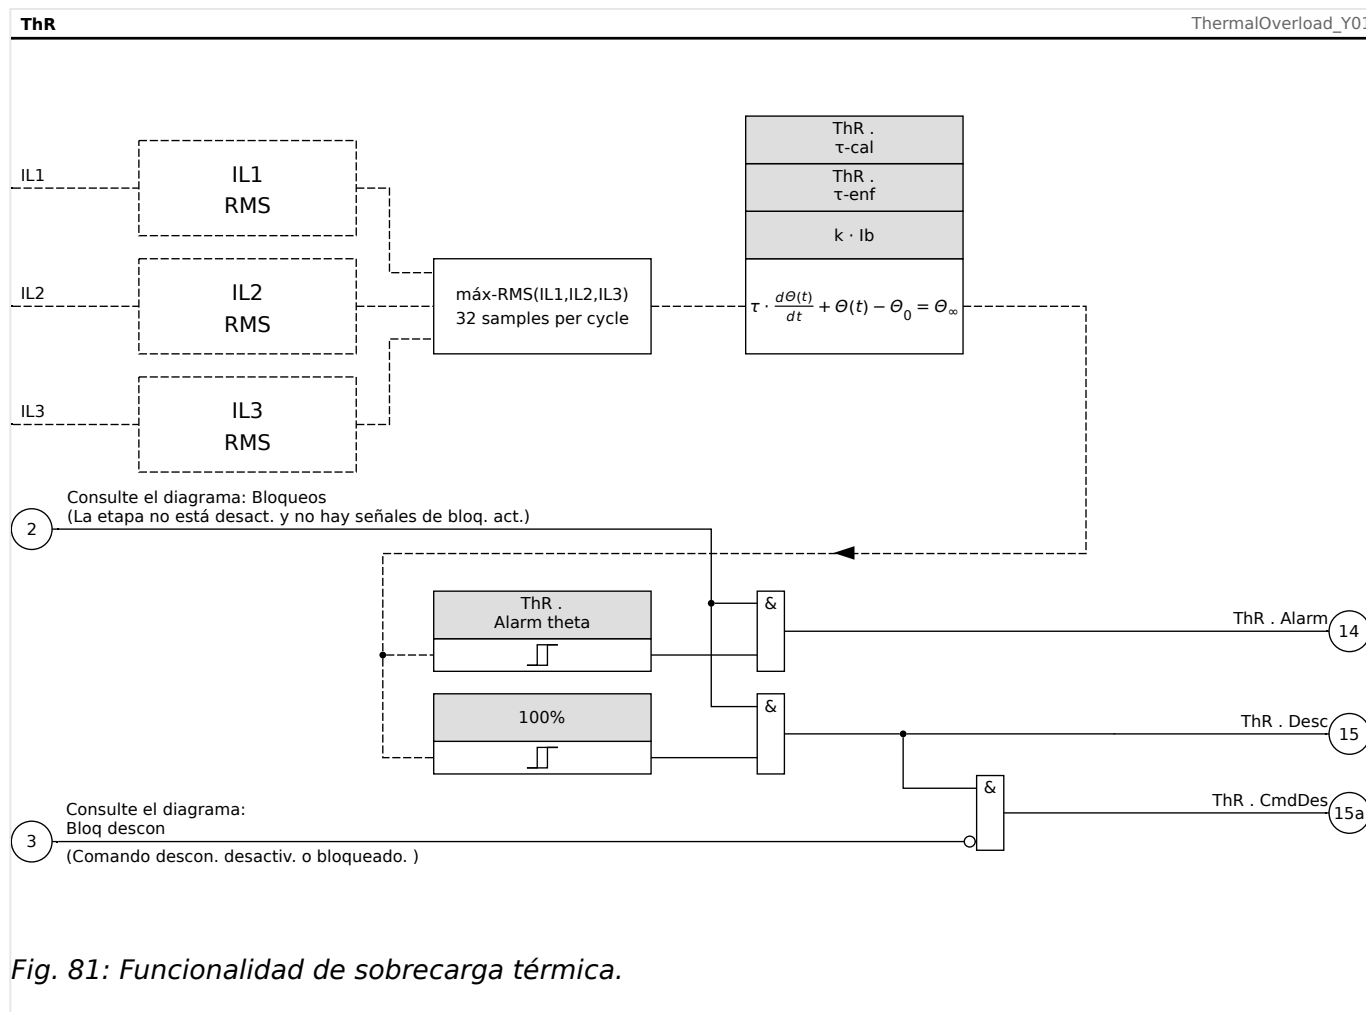 ThR
ThermalOverload_Y01
ThR .
τ-cal
ThR .
τ-enf
k · Ib
τ · dΘ(t)/dt + Θ(t) − Θ₀ = Θ∞
IL1
IL1
RMS
IL2
IL2
RMS
máx-RMS(IL1,IL2,IL3)
32 samples per cycle
IL3
IL3
RMS
2
Consulte el diagrama: Bloqueos
(La etapa no está desact. y no hay señales de bloq. act.)
ThR .
Alarm theta
&
ThR . Alarm
14
100%
&
ThR . Desc
15
&
ThR . CmdDes
15a
3
Consulte el diagrama:
Bloq descon
(Comando descon. desactiv. o bloqueado. )
Fig. 81: Funcionalidad de sobrecarga térmica.